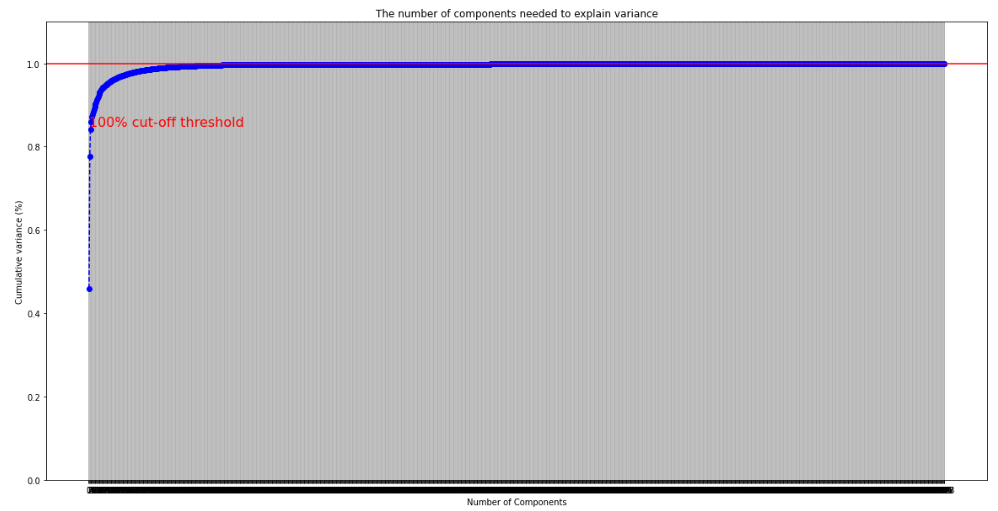 The number of components needed to explain variance
1.0
100% cut-off threshold
0.8
0.6
Cumulative variance (%)
0.4
0.2
0.0
Number of Components